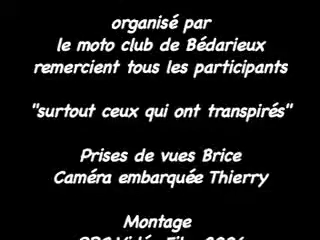 organisé par
le moto club de Bédarieux
remercient tous les participants
"surtout ceux qui ont transpirés"
Prises de vues Brice
Caméra embarquée Thierry
Montage